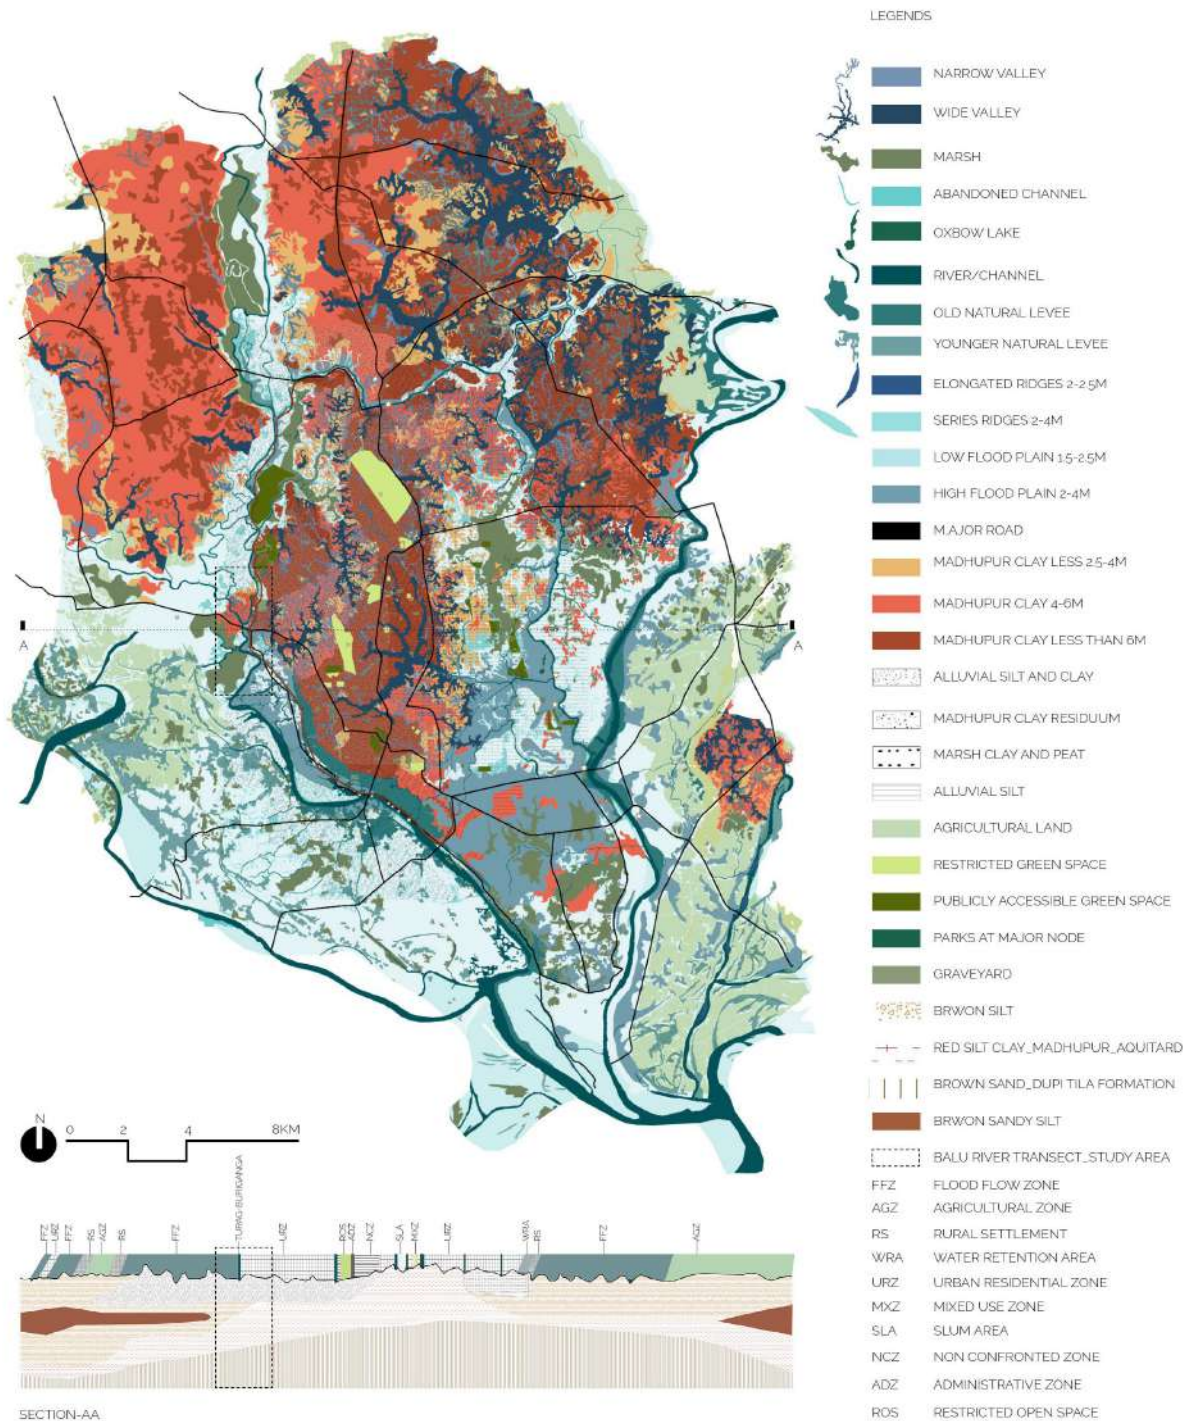 LEGENDS
NARROW VALLEY
WIDE VALLEY
MARSH
ABANDONED CHANNEL
OXBOW LAKE
RIVER/CHANNEL
OLD NATURAL LEVEE
YOUNGER NATURAL LEVEE
ELONGATED RIDGES 2-2.5M
SERIES RIDGES 2-4M
LOW FLOOD PLAIN 1.5-2.5M
HIGH FLOOD PLAIN 2-4M
MAJOR ROAD
MADHUPUR CLAY LESS 2.5-4M
MADHUPUR CLAY 4-6M
MADHUPUR CLAY LESS THAN 6M
ALLUVIAL SILT AND CLAY
MADHUPUR CLAY RESIDUUM
MARSH CLAY AND PEAT
ALLUVIAL SILT
AGRICULTURAL LAND
RESTRICTED GREEN SPACE
PUBLICLY ACCESSIBLE GREEN SPACE
PARKS AT MAJOR NODE
GRAVEYARD
BRWON SILT
RED SILT CLAY_MADHUPUR_AQUITARD
BROWN SAND_DUPI TILA FORMATION
BRWON SANDY SILT
BALU RIVER TRANSECT_STUDY AREA
FFZ FLOOD FLOW ZONE
AGZ AGRICULTURAL ZONE
RS RURAL SETTLEMENT
WRA WATER RETENTION AREA
URZ URBAN RESIDENTIAL ZONE
MXZ MIXED USE ZONE
SLA SLUM AREA
NCZ NON CONFRONTED ZONE
ADZ ADMINISTRATIVE ZONE
ROS RESTRICTED OPEN SPACE
A
A
N
0 2 4 8KM
FFZ
URZ
FFZ
RS
AGZ
RS
FFZ
TURAG-BURIGANGA
URZ
ROS
ADZ
NCZ
SLA
MXZ
URZ
WRA
RS
FFZ
AGZ
SECTION-AA